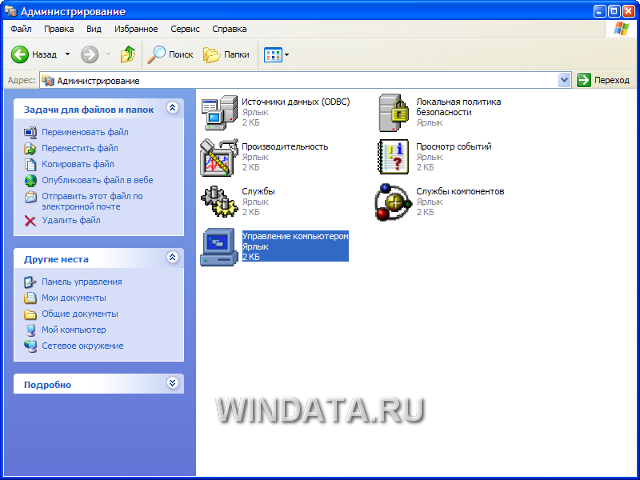 Администрирование
Файл Правка Вид Избранное Сервис Справка
Назад Поиск Папки
Адрес: Администрирование Переход
Задачи для файлов и папок
Переименовать файл
Переместить файл
Копировать файл
Опубликовать файл в вебе
Отправить этот файл по
электронной почте
Удалить файл
Другие места
Панель управления
Мои документы
Общие документы
Мой компьютер
Сетевое окружение
Подробно
Источники данных (ODBC)
Ярлык
2 КБ
Локальная политика
безопасности
Ярлык
Производительность
Ярлык
2 КБ
Просмотр событий
Ярлык
2 КБ
Службы
Ярлык
2 КБ
Службы компонентов
Ярлык
2 КБ
Управление компьютером
Ярлык
2 КБ
WINDATA.RU